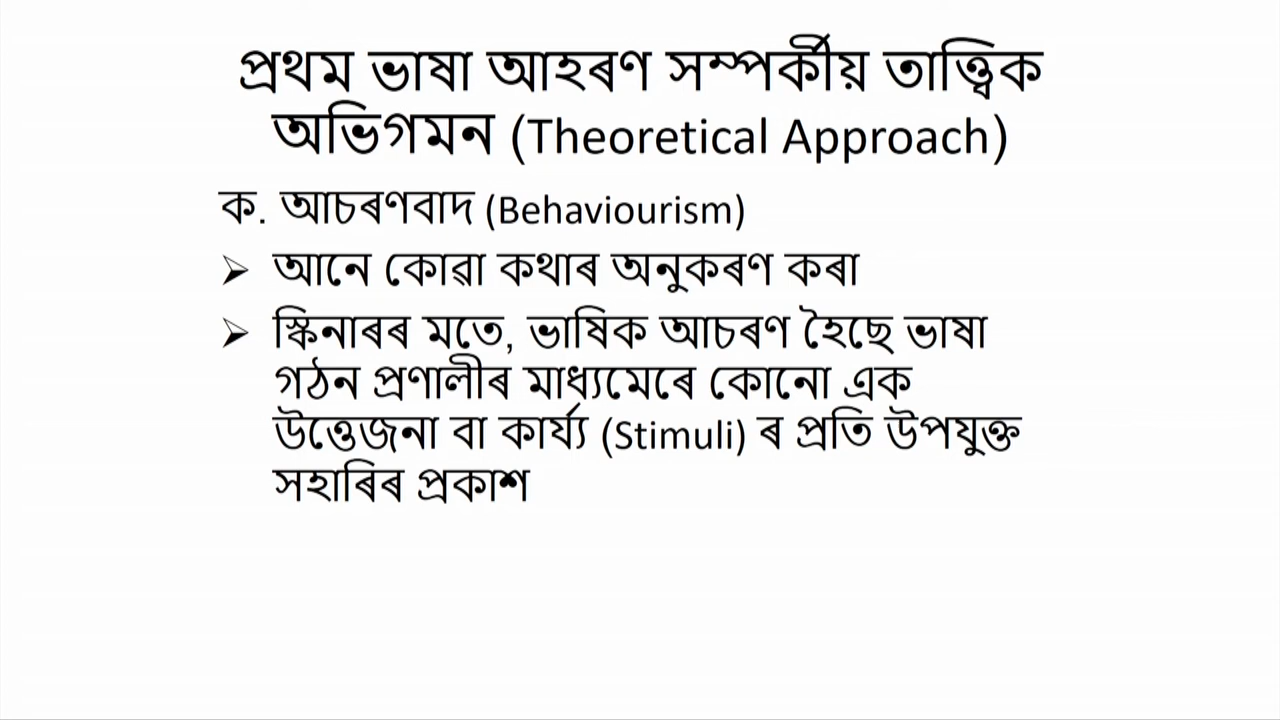 প্ৰথম ভাষা আহৰণ সম্পৰ্কীয় তাত্ত্বিক
অভিগমন (Theoretical Approach)
ক. আচৰণবাদ (Behaviourism)
➢ আনে কোৱা কথাৰ অনুকৰণ কৰা
➢ স্কিনাৰৰ মতে, ভাষিক আচৰণ হৈছে ভাষা
গঠন প্ৰণালীৰ মাধ্যমেৰে কোনো এক
উত্তেজনা বা কাৰ্য্য (Stimuli) ৰ প্ৰতি উপযুক্ত
সহাৰিৰ প্ৰকাশ